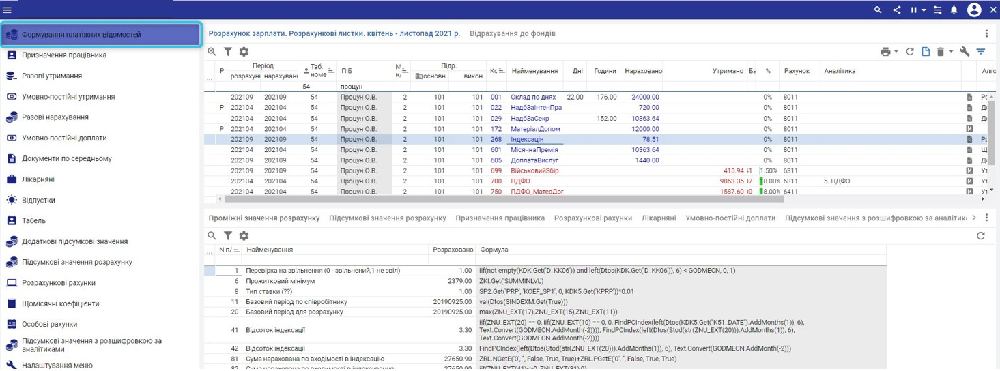 Формування платіжних відомостей
Призначення працівника
Разові утримання
Умовно-постійні утримання
Разові нарахування
Умовно-постійні доплати
Документи по середньому
Лікарняні
Відпустки
Табель
Додаткові підсумкові значення
Підсумкові значення розрахунку
Розрахункові рахунки
Щомісячні коефіцієнти
Особові рахунки
Підсумкові значення з розшифровкою за
аналітиками
Налаштування меню
Розрахунок зарплати. Розрахункові листки. квітень - листопад 2021 р. Відрахування до фондів
Період Таб. № Підр.
... Р розрахун нарахуван номе ПІБ н. основн викон Кс Найменування Дні Години Нараховано Утримано Ба % Рахунок Аналітика Алго
54 процун
202109 202109 54 Процун О.В. 2 101 101 001 Оклад по днях 22.00 176.00 24000.00 0% 8011 Ро
Р 202104 202104 54 Процун О.В. 2 101 101 022 НадбЗаІнтенПра 720.00 0% 8011 До
202104 202104 54 Процун О.В. 2 101 101 029 НадбЗаСекр 152.00 10363.64 0% 8011 До
Р 202104 202104 54 Процун О.В. 2 101 101 172 МатеріалДопом 12000.00 0% 8011 М
202109 202109 54 Процун О.В. 2 101 101 268 Індексація 78.51 0% 8011 Ро
202104 202104 54 Процун О.В. 2 101 101 601 МісячнаПремія 10363.64 0% 8011 Щ
202104 202104 54 Процун О.В. 2 101 101 605 ДоплатаВислуг 1440.00 0% 8011 До
202109 202109 54 Процун О.В. 2 101 101 699 ВійськовийЗбір 415.94 1.50% 6311 М Ут
202104 202104 54 Процун О.В. 2 101 101 700 ПДФО 9863.35 18.00% 6311 5. ПДФО М Ут
202104 202104 54 Процун О.В. 2 101 101 750 ПДФО_МатерДог 1587.60 18.00% 6411 М Ут
Проміжні значення розрахунку Підсумкові значення розрахунку Призначення працівника Розрахункові рахунки Лікарняні Умовно-постійні доплати Підсумкові значення з розшифровкою за аналітика
... N п/ Найменування Розраховано Формула
1 Перевірка на звільнення (0 - звільнений,1-не звіл) 1.00 iif(not empty(KDK.Get('D_KK06')) and left(Dtos(KDK.Get('D_KK06')), 6) < GODMECN, 0, 1)
6 Прожитковий мінімум 2379.00 ZKI.Get('SUMMINLVL')
8 Тип ставки (??) 1.00 SP2.Get('PRP', 'KOEF_SP1', 0, KDK5.Get('KPRP'))*0.01
11 Базовий період по співробітнику 20190925.00 val(Dtos(SINDEXM.Get(True)))
20 Базовий період для розрахунку 20190925.00 max(ZNU_EXT(17),ZNU_EXT(15),ZNU_EXT(11))
iif(ZNU_EXT(20) == 0, iif(ZNU_EXT(10) == 0, 0, FindPCIndex(left(Dtos(KDK5.Get("K51_DATE").AddMonths(1)), 6),
41 Відсоток індексації 3.30 Text.Convert(GODMECN.AddMonth(-2)))), FindPCIndex(left(Dtos(Stod(str(ZNU_EXT(20))).AddMonths(1)), 6),
Text.Convert(GODMECN.AddMonth(-2))))
42 Відсоток індексації 3.30 FindPCIndex(left(Dtos(Stod(str(ZNU_EXT(20))).AddMonths(1)), 6), Text.Convert(GODMECN.AddMonth(-2)))
81 Сума нарахована по входімості в індексацію 27650.90 ZRL.NGetE('0', '', False, True, True)+ZRL.PGetE('0', '', False, True, True)
82 Сума нарахована по входимости в індексування 27650.90 iif(ZNU_EXT(41)<>0, ZNU_EXT(81),0)